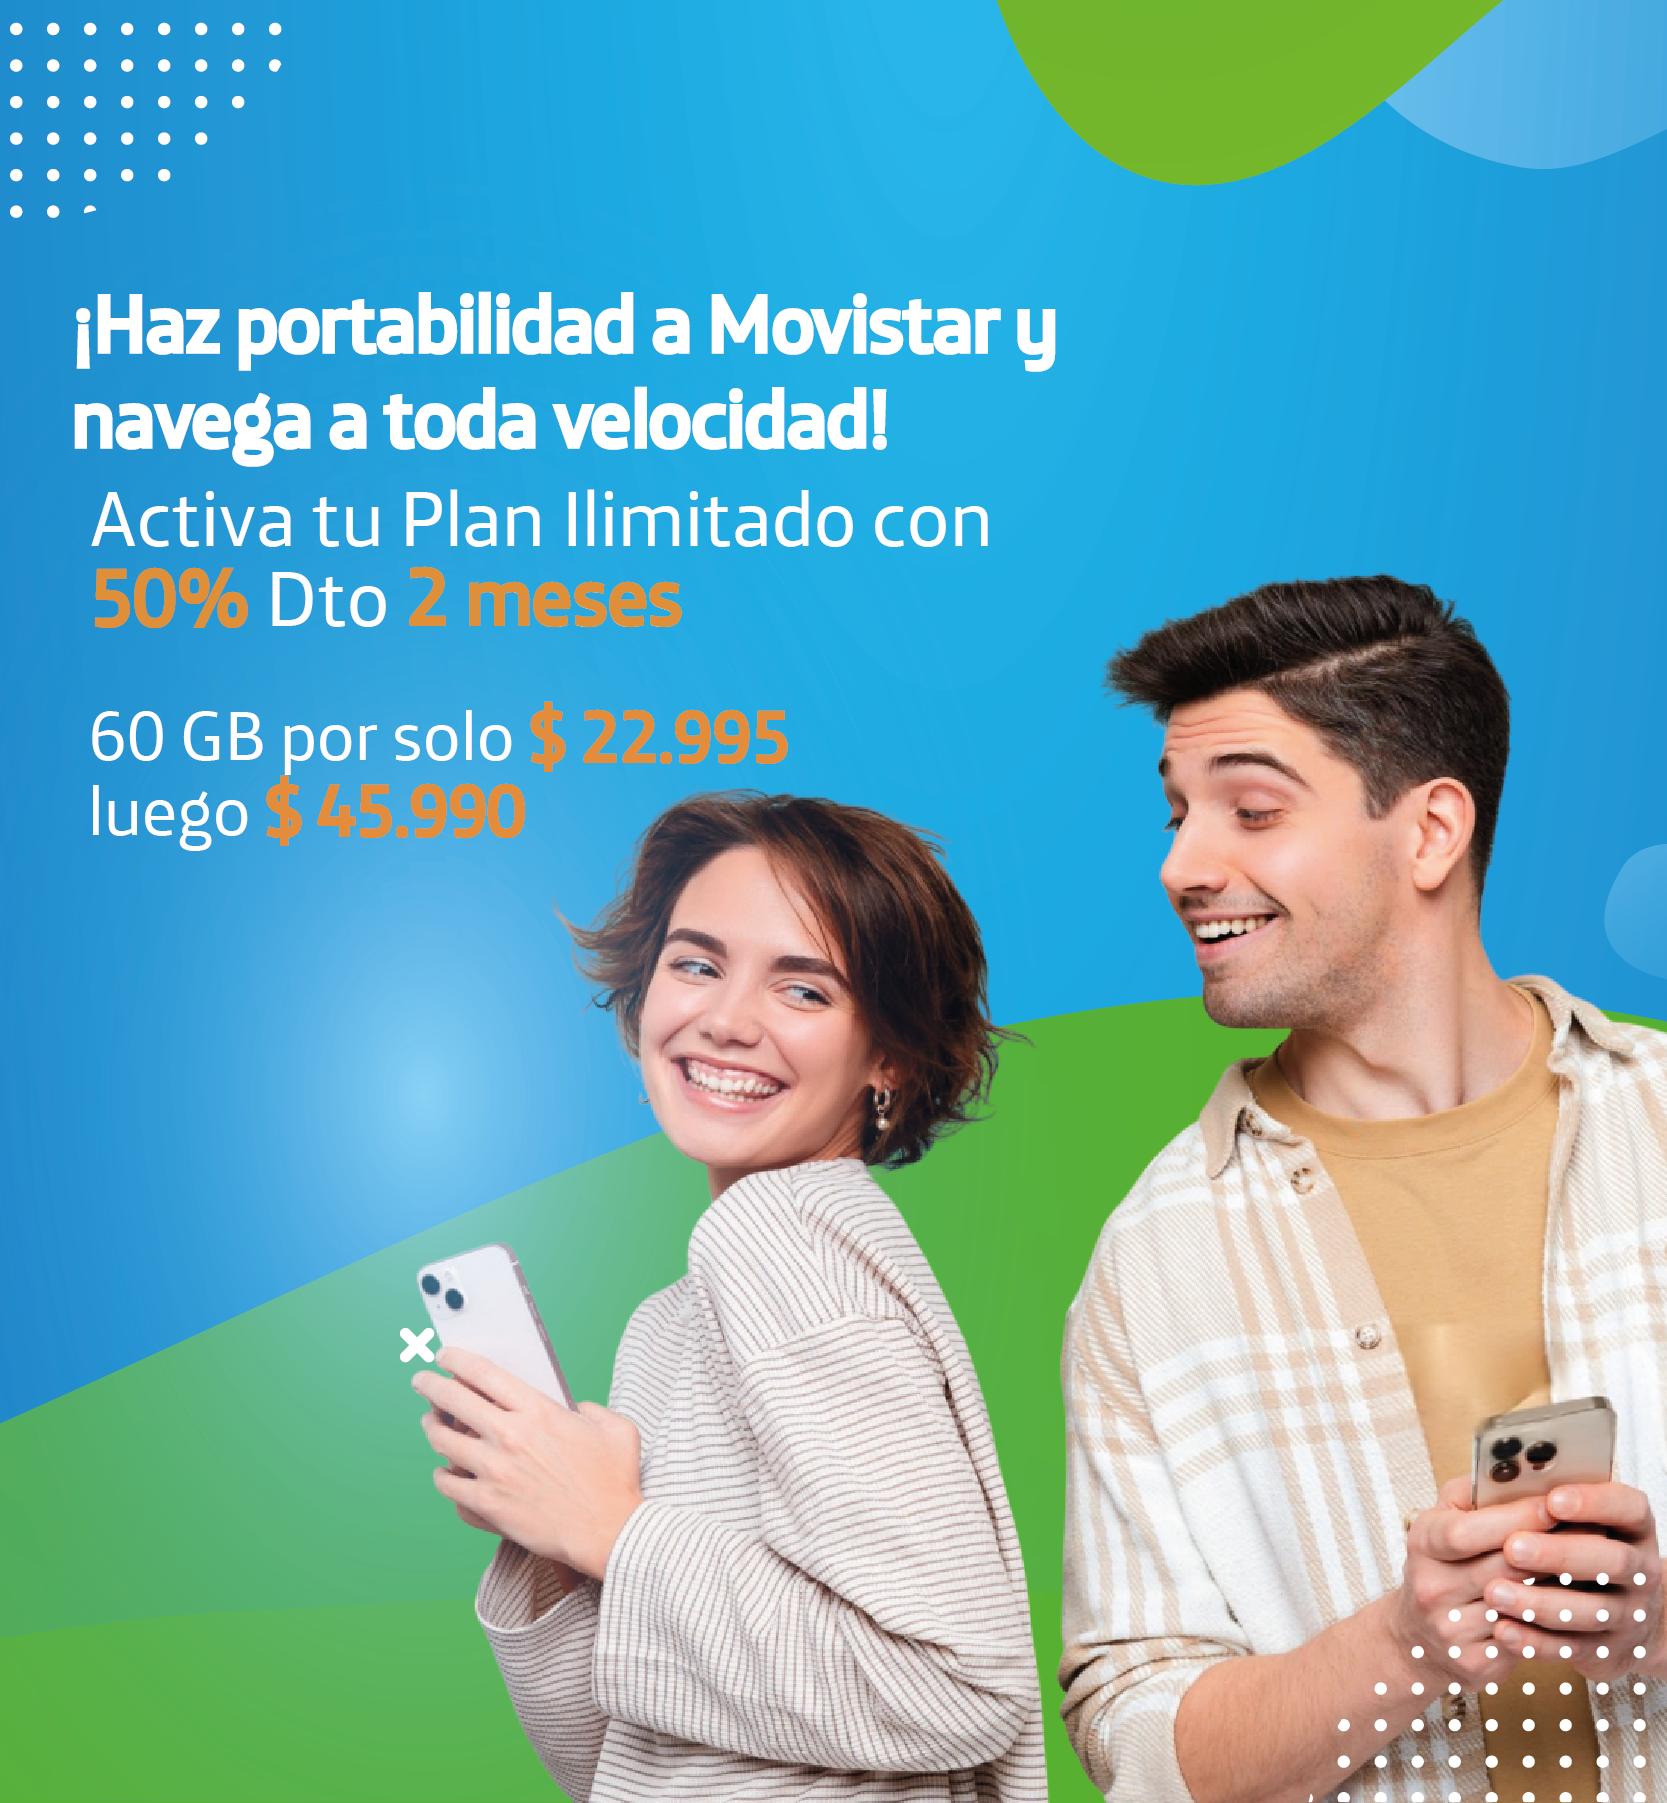 ¡Haz portabilidad a Movistar y
navega a toda velocidad!
Activa tu Plan Ilimitado con
50% Dto 2 meses
60 GB por solo $ 22.995
luego $ 45.990